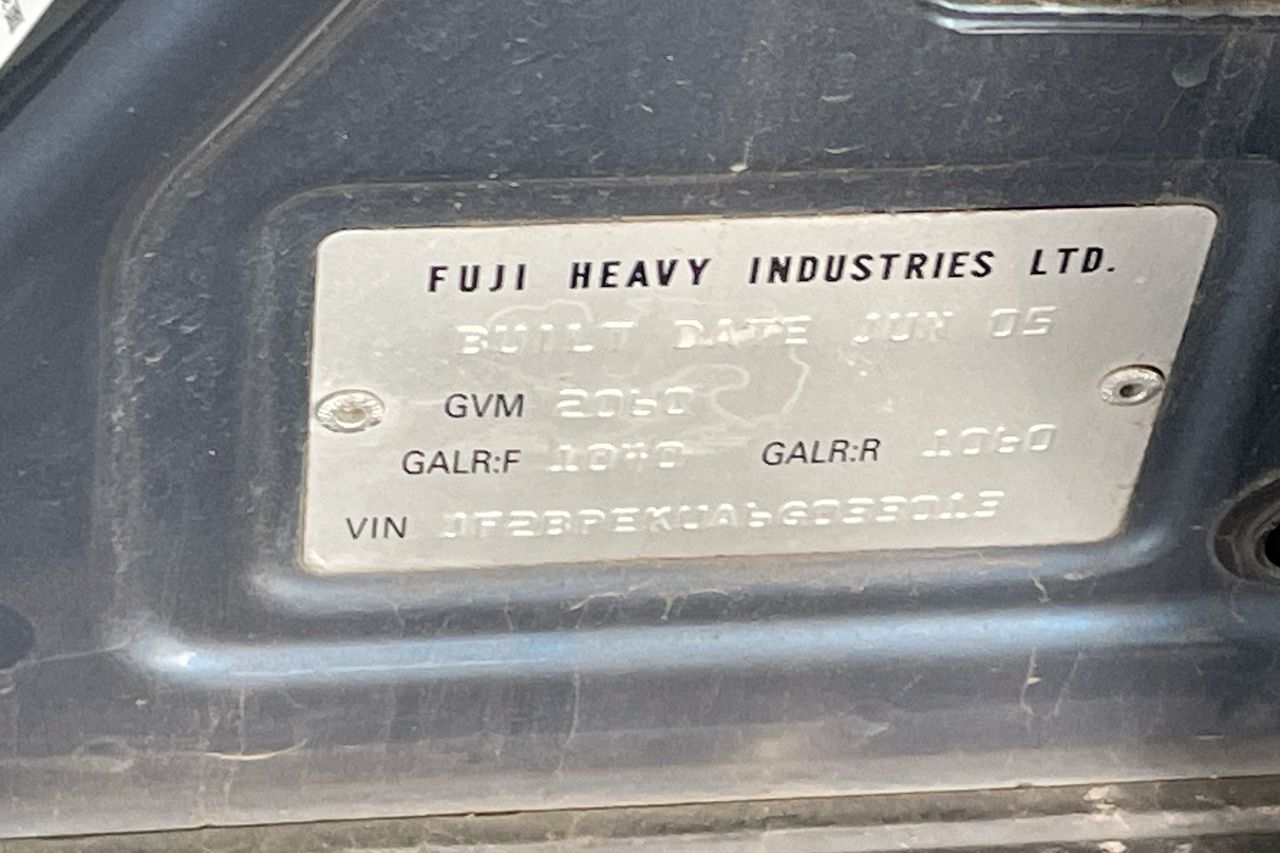 FUJI HEAVY INDUSTRIES LTD.
BUILT DATE JUN 05
GVM 2060
GALR:F 1040 GALR:R 1060
VIN JF2BPEKUA6G033013